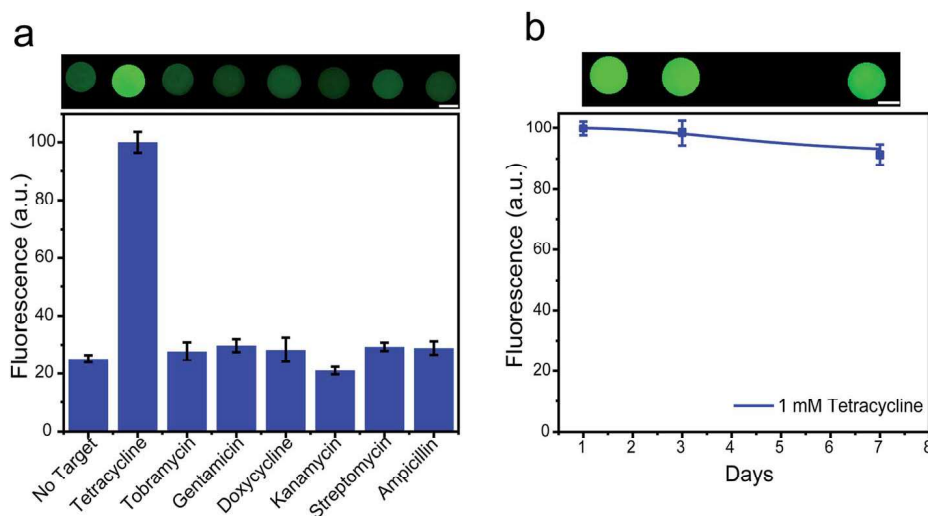 a
Fluorescence (a.u.)
100
80
60
40
20
0
No Target
Tetracycline
Tobramycin
Gentamicin
Doxycycline
Kanamycin
Streptomycin
Ampicillin
b
Fluorescence (a.u.)
100
80
60
40
20
0
1 mM Tetracycline
1 2 3 4 5 6 7 8
Days